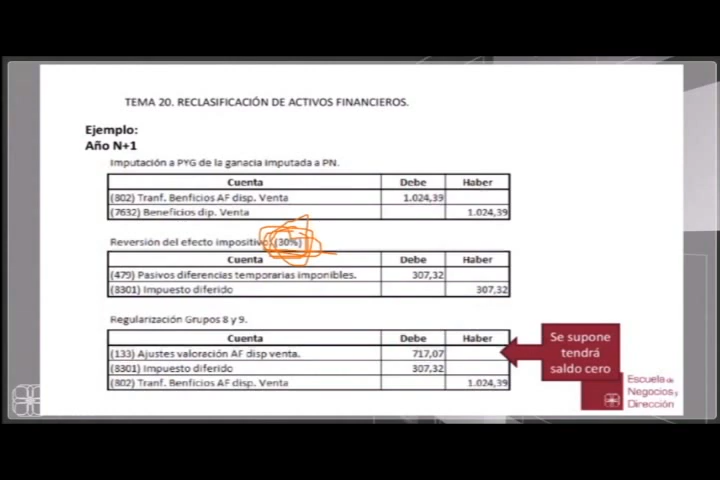 TEMA 20. RECLASIFICACIÓN DE ACTIVOS FINANCIEROS.
Ejemplo:
Año N+1
Imputación a PYG de la ganacia imputada a PN.
Cuenta Debe Haber
(802) Tranf. Benficios AF disp. Venta 1.024,39
(7632) Beneficios dip. Venta 1.024,39
Reversión del efecto impositivo (30%)
Cuenta Debe Haber
(479) Pasivos diferencias temporarias imponibles. 307,32
(8301) Impuesto diferido 307,32
Regularización Grupos 8 y 9.
Cuenta Debe Haber
(133) Ajustes valoración AF disp venta. 717,07
(8301) Impuesto diferido 307,32
(802) Tranf. Benficios AF disp. Venta 1.024,39
Se supone
tendrá
saldo cero
Escuela de
Negocios y
Dirección